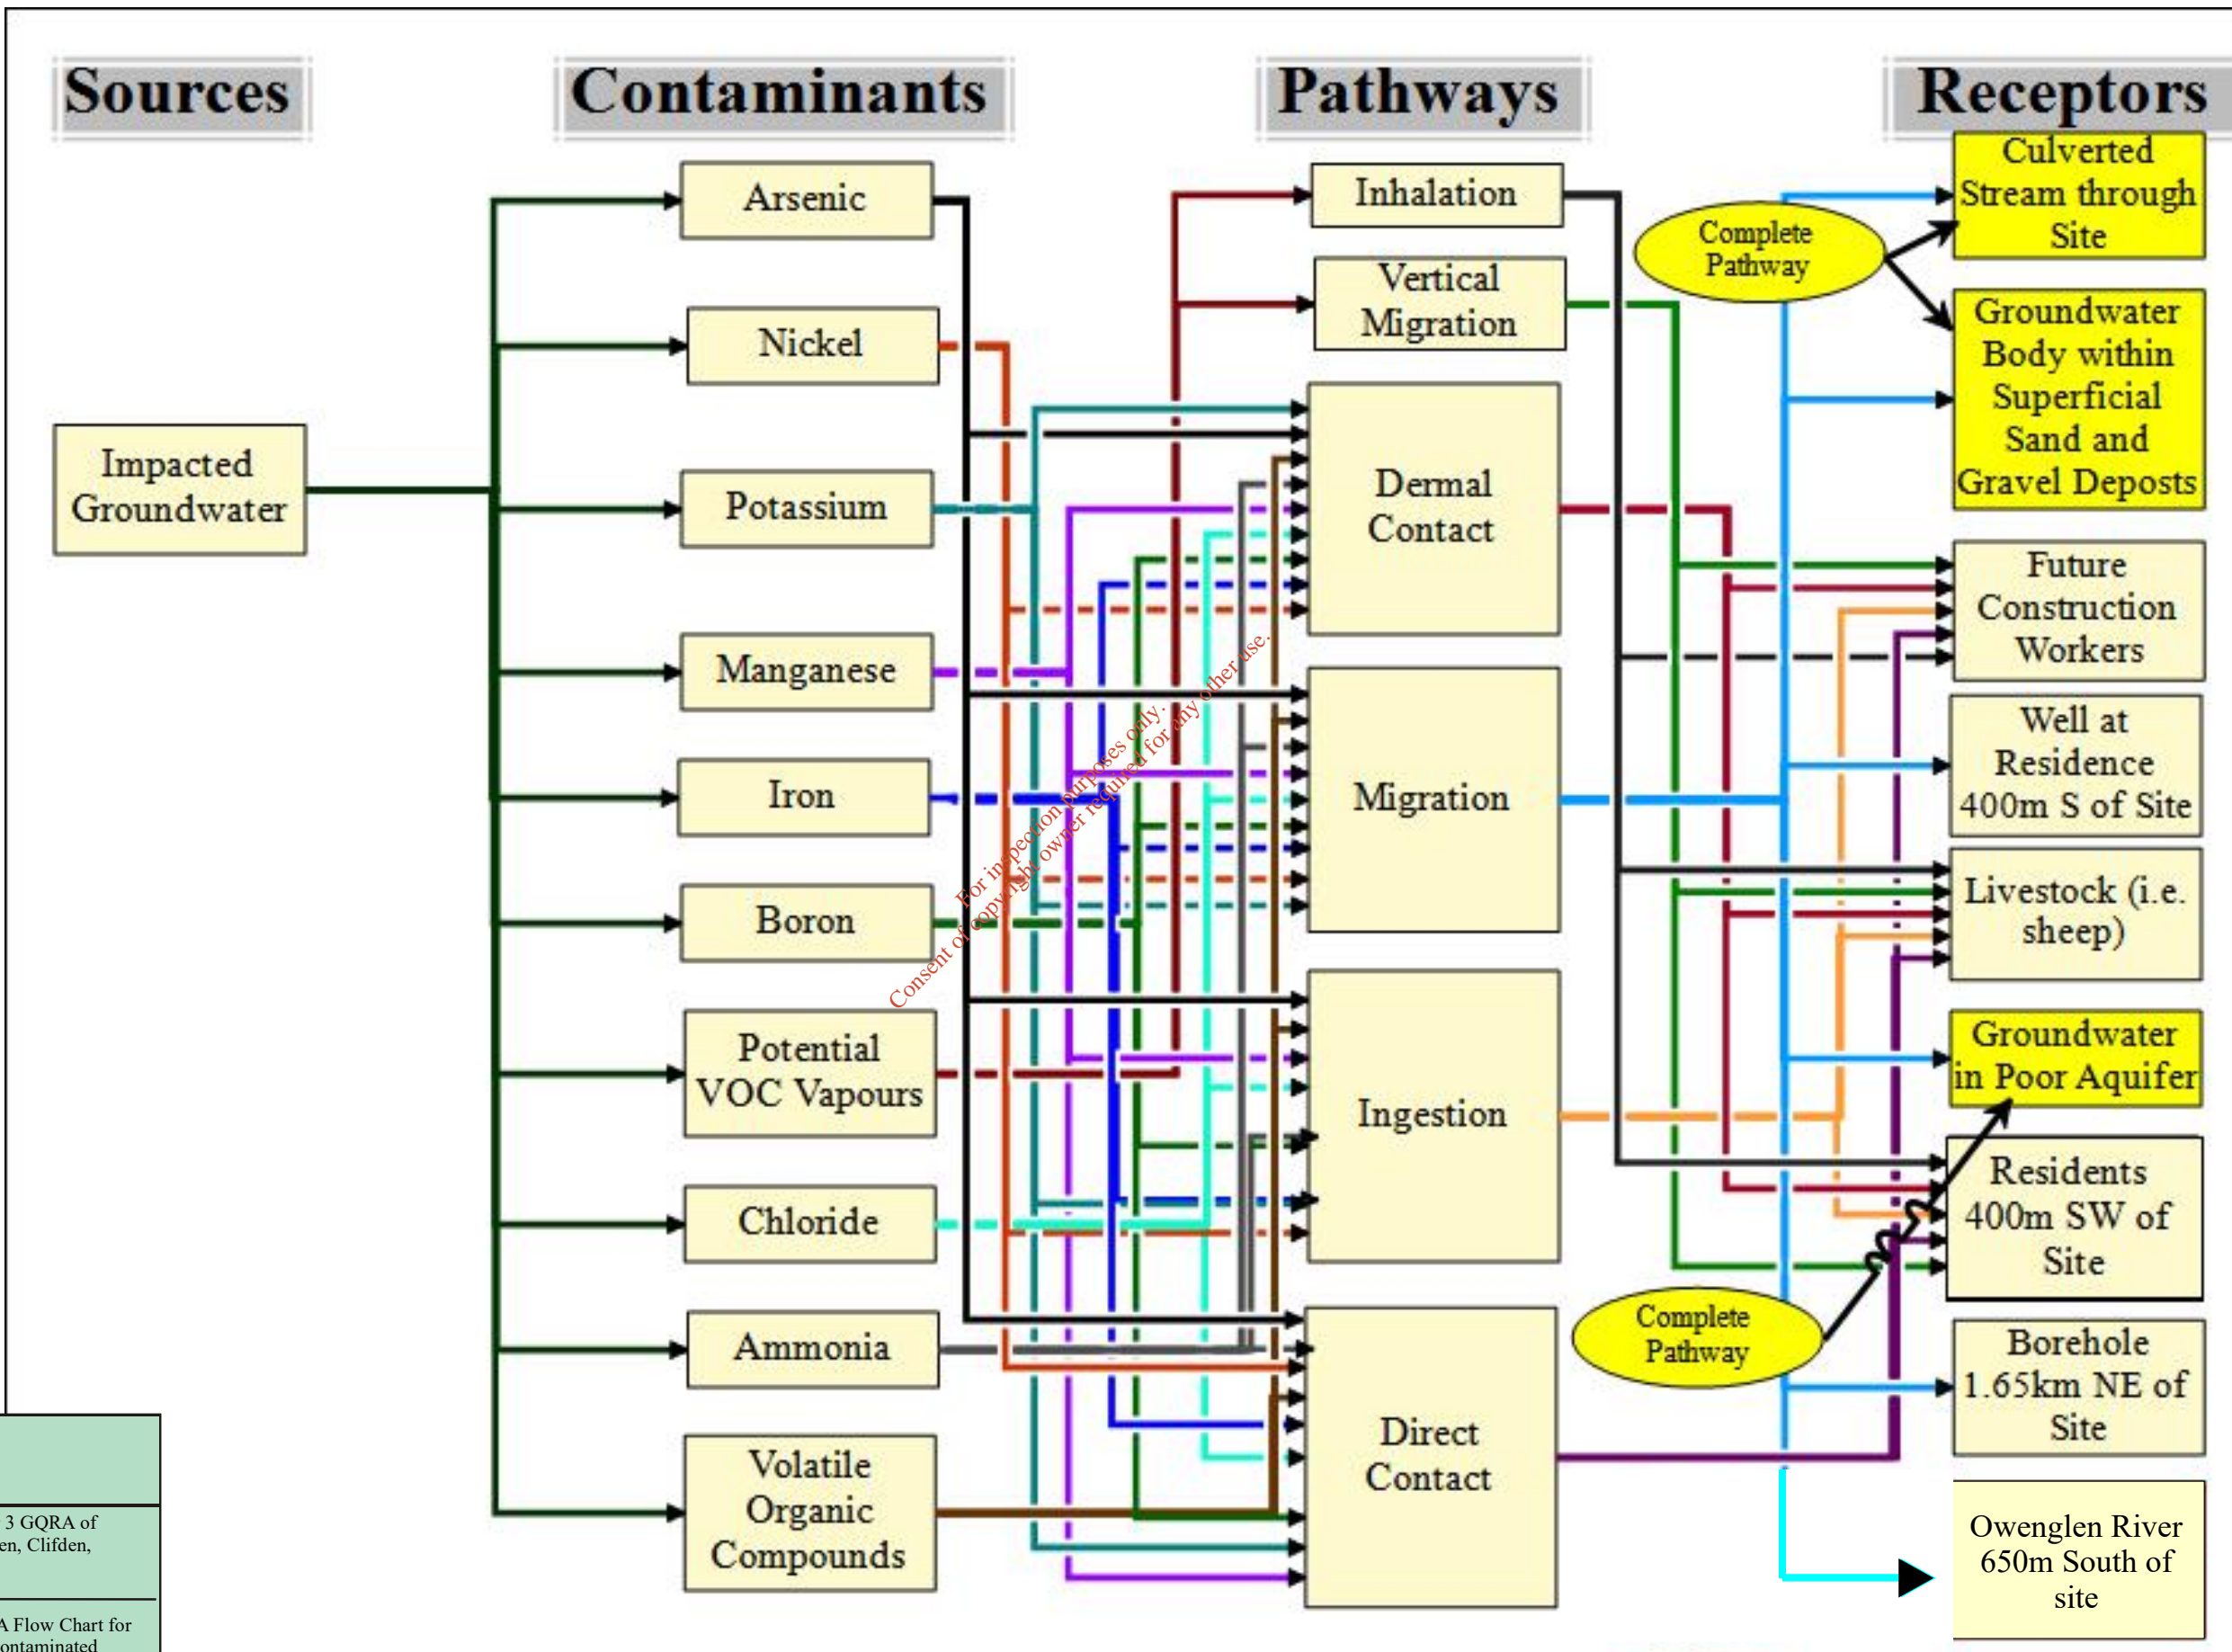 Sources
Contaminants
Pathways
Receptors
Impacted
Groundwater
Arsenic
Nickel
Potassium
Manganese
Iron
Boron
Potential
VOC Vapours
Chloride
Ammonia
Volatile
Organic
Compounds
Inhalation
Vertical
Migration
Dermal
Contact
Migration
Ingestion
Direct
Contact
Complete
Pathway
Complete
Pathway
Culverted
Stream through
Site
Groundwater
Body within
Superficial
Sand and
Gravel Deposts
Future
Construction
Workers
Well at
Residence
400m S of Site
Livestock (i.e.
sheep)
Groundwater
in Poor Aquifer
Residents
400m SW of
Site
Borehole
1.65km NE of
Site
Owenglen River
650m South of
site
For inspection purposes only.
Consent of copyright owner required for any other use.
3 GQRA of
en, Clifden,
A Flow Chart for
ontaminated